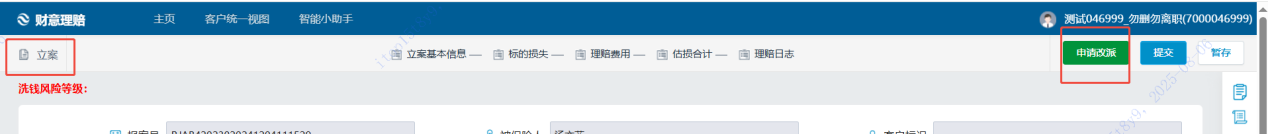 财意理赔 主页 客户统一视图 智能小助手 测试046999_勿删勿离职(7000046999)
立案 立案基本信息 — 标的损失 — 理赔费用 — 估损合计 — 理赔日志 申请改派 提交 暂存
洗钱风险等级: